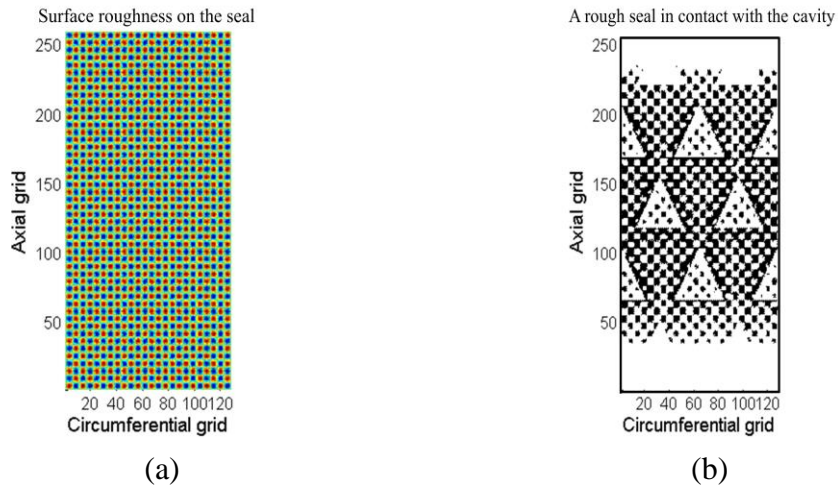 Surface roughness on the seal
250
200
150
100
50
Axial grid
20 40 60 80 100120
Circumferential grid
(a)
A rough seal in contact with the cavity
250
200
150
100
50
Axial grid
20 40 60 80 100120
Circumferential grid
(b)